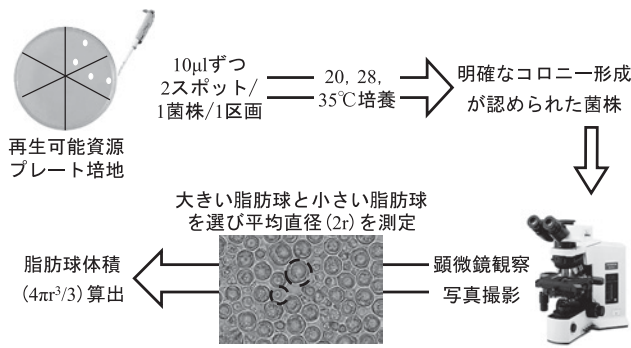 10μlずつ
2スポット/
1菌株/1区画
20, 28,
35℃培養
明確なコロニー形成
が認められた菌株
再生可能資源
プレート培地
大きい脂肪球と小さい脂肪球
を選び平均直径(2r)を測定
顕微鏡観察
写真撮影
脂肪球体積
(4πr³/3)算出